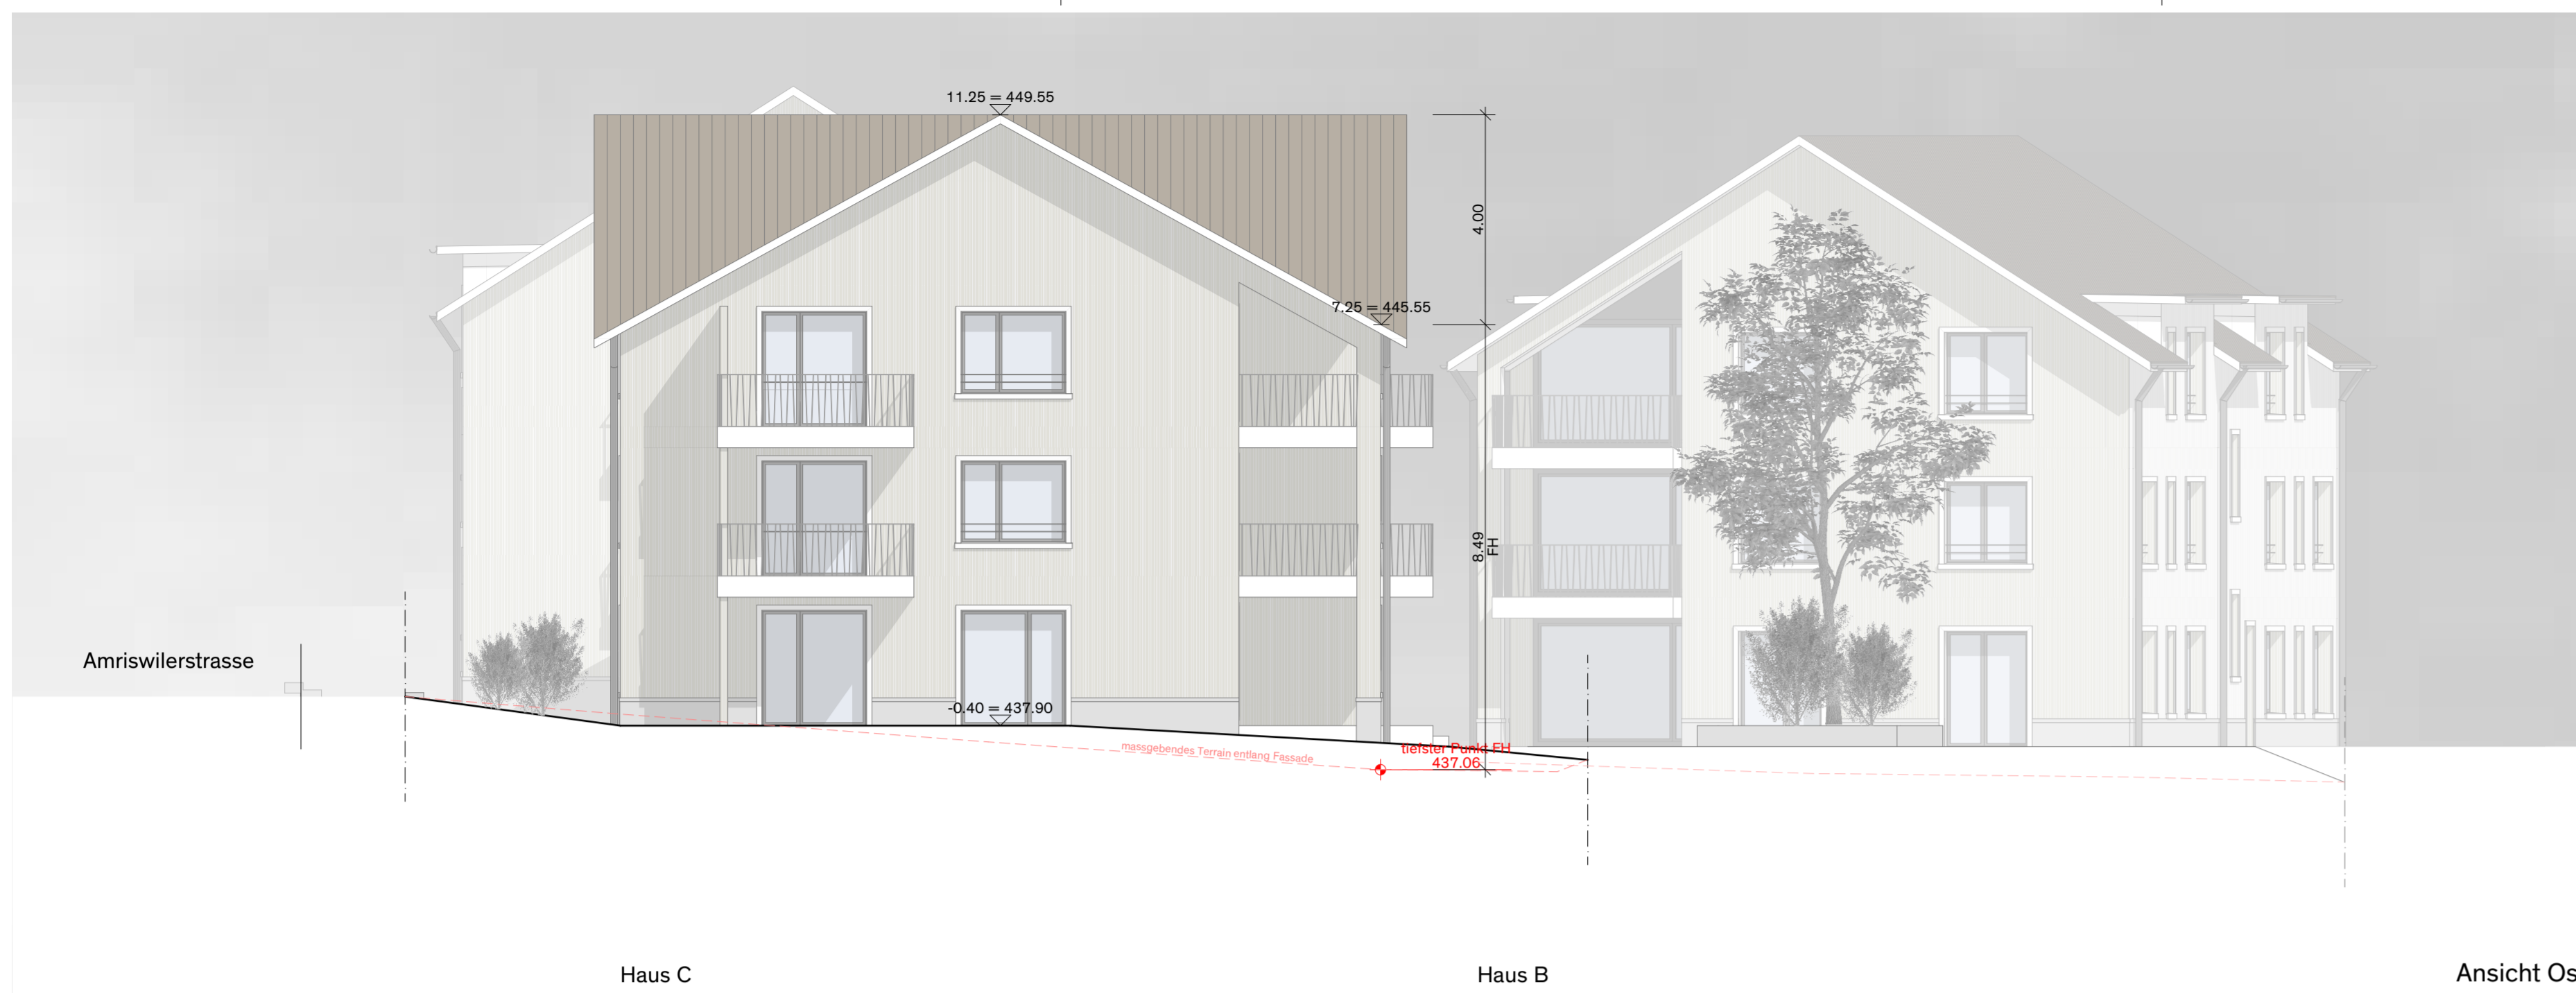 11.25 = 449.55
4.00
7.25 = 445.55
8.49
FH
Amriswilerstrasse
-0.40 = 437.90
massgebendes Terrain entlang Fassade
tiefster Punkt FH
437.06
Haus C
Haus B
Ansicht Os